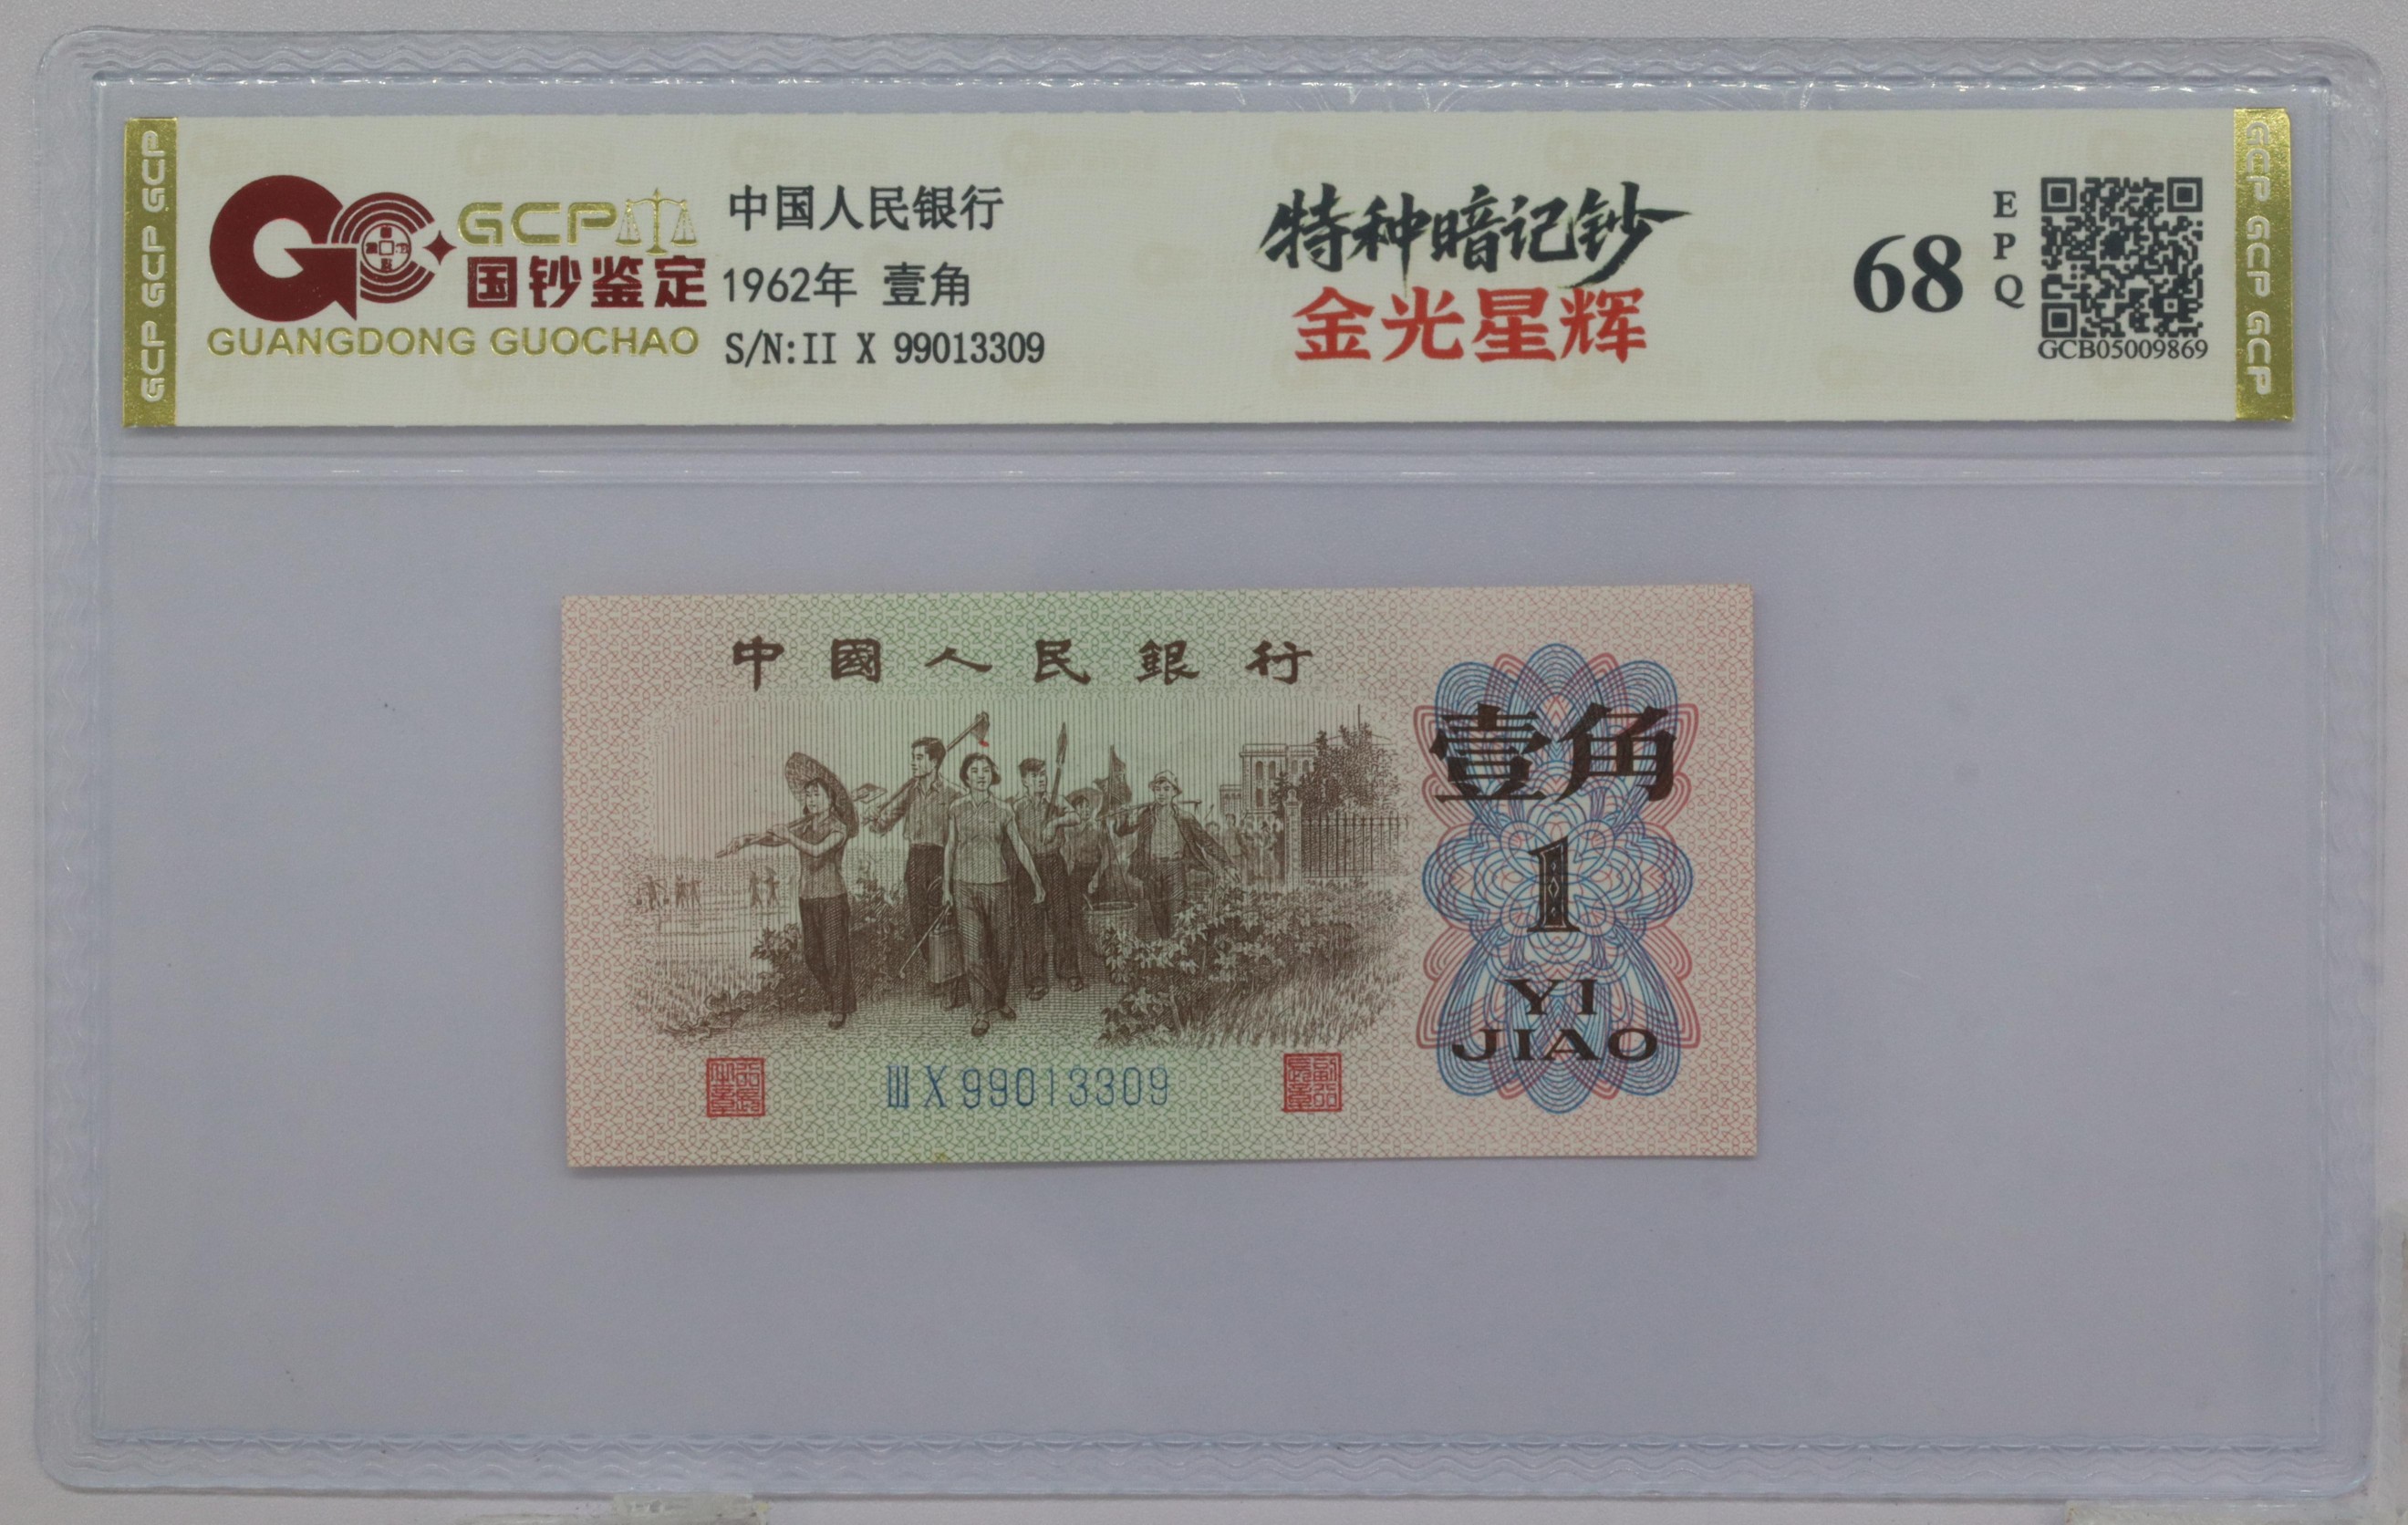 GCP GCP GCP
GCP
国钞鉴定
GUANGDONG GUOCHAO
中国人民银行
1962年 壹角
S/N:II X 99013309
特种暗记钞
金光星辉
68
EPQ
GCB05009869
GCP GCP GCP
中國人民銀行
壹角
1
YI
JIAO
III X 99013309